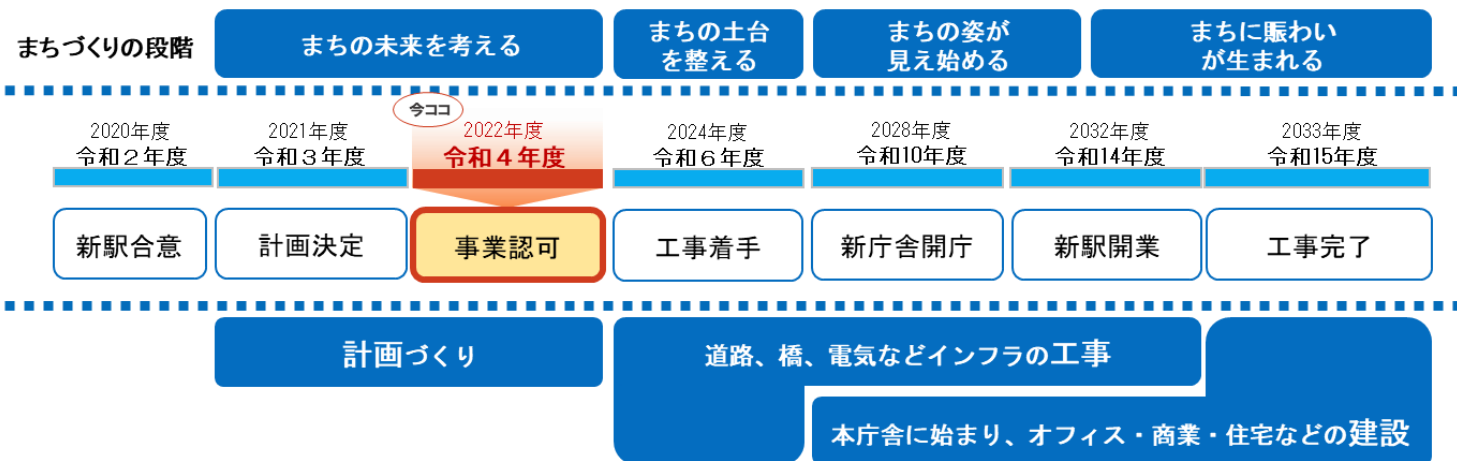 まちづくりの段階
まちの未来を考える
まちの土台
を整える
まちの姿が
見え始める
まちに賑わい
が生まれる
今ココ
2020年度
令和2年度
2021年度
令和3年度
2022年度
令和4年度
2024年度
令和6年度
2028年度
令和10年度
2032年度
令和14年度
2033年度
令和15年度
新駅合意
計画決定
事業認可
工事着手
新庁舎開庁
新駅開業
工事完了
計画づくり
道路、橋、電気などインフラの工事
本庁舎に始まり、オフィス・商業・住宅などの建設